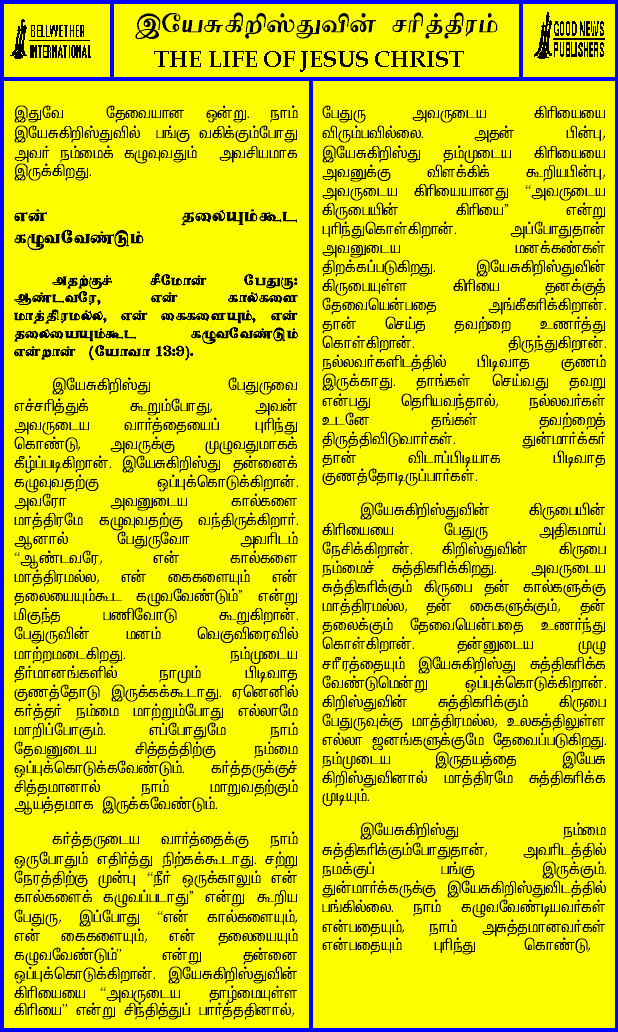 BELLWETHER
INTERNATIONAL
இயேசுகிறிஸ்துவின் சரித்திரம்
THE LIFE OF JESUS CHRIST
GOOD NEWS
PUBLISHERS
இதுவே தேவையான ஒன்று. நாம்
இயேசுகிறிஸ்துவில் பங்கு வகிக்கும்போது
அவர் நம்மைக் கழுவுவதும் அவசியமாக
இருக்கிறது.
என் தலையும்கூட
கழுவவேண்டும்
அதற்குச் சீமோன் பேதுரு:
ஆண்டவரே, என் கால்களை
மாத்திரமல்ல, என் கைகளையும், என்
தலையையும்கூட கழுவவேண்டும்
என்றான் (யோவா 13:9).
இயேசுகிறிஸ்து பேதுருவை
எச்சரித்துக் கூறும்போது, அவன்
அவருடைய வார்த்தையைப் புரிந்து
கொண்டு, அவருக்கு முழுவதுமாகக்
கீழ்ப்படிகிறான். இயேசுகிறிஸ்து தன்னைக்
கழுவுதற்கு ஒப்புக்கொடுக்கிறான்.
அவரோ அவனுடைய கால்களை
மாத்திரமே கழுவுவதற்கு வந்திருக்கிறார்.
ஆனால் பேதுருவோ அவரிடம்
“ஆண்டவரே, என் கால்களை
மாத்திரமல்ல, என் கைகளையும் என்
தலையையும்கூட கழுவவேண்டும்” என்று
மிகுந்த பணிவோடு கூறுகிறான்.
பேதுருவின் மனம் வெகுவிரைவில்
மாற்றமடைகிறது. நம்முடைய
தீர்மானங்களில் நாமும் பிடிவாத
குணத்தோடு இருக்கக்கூடாது. ஏனெனில்
கர்த்தர் நம்மை மாற்றும்போது எல்லாமே
மாறிப்போகும். எப்போதுமே நாம்
தேவனுடைய சித்தத்திற்கு நம்மை
ஒப்புக்கொடுக்கவேண்டும். கர்த்தருக்குச்
சித்தமானால் நாம் மாறுவதற்கும்
ஆயத்தமாக இருக்கவேண்டும்.
கர்த்தருடைய வார்த்தைக்கு நாம்
ஒருபோதும் எதிர்த்து நிற்கக்கூடாது. சற்று
நேரத்திற்கு முன்பு “நீர் ஒருக்காலும் என்
கால்களைக் கழுவப்படாது” என்று கூறிய
பேதுரு, இப்போது “என் கால்களையும்,
என் கைகளையும், என் தலையையும்
கழுவவேண்டும்” என்று தன்னை
ஒப்புக்கொடுக்கிறான். இயேசுகிறிஸ்துவின்
கிரியையை “அவருடைய தாழ்மையுள்ள
கிரியை” என்று சிந்தித்துப் பார்த்ததினால்,
பேதுரு அவருடைய கிரியையை
விரும்பவில்லை. அதன் பின்பு,
இயேசுகிறிஸ்து தம்முடைய கிரியையை
அவனுக்கு விளக்கிக் கூறியபின்பு,
அவருடைய கிரியையானது “அவருடைய
கிருபையின் கிரியை” என்று
புரிந்துகொள்கிறான். அப்போதுதான்
அவனுடைய மனக்கண்கள்
திறக்கப்படுகிறது. இயேசுகிறிஸ்துவின்
கிருபையுள்ள கிரியை தனக்குத்
தேவையென்பதை அங்கீகரிக்கிறான்.
தான் செய்த தவற்றை உணர்ந்து
கொள்கிறான். திருந்துகிறான்.
நல்லவர்களிடத்தில் பிடிவாத குணம்
இருக்காது. தாங்கள் செய்வது தவறு
என்பது தெரியவந்தால், நல்லவர்கள்
உடனே தங்கள் தவற்றைத்
திருத்திவிடுவார்கள். துன்மார்க்கர்
தான் விடாப்பிடியாக பிடிவாத
குணத்தோடிருப்பார்கள்.
இயேசுகிறிஸ்துவின் கிருபையின்
கிரியையை பேதுரு அதிகமாய்
நேசிக்கிறான். கிறிஸ்துவின் கிருபை
நம்மைச் சுத்திகரிக்கிறது. அவருடைய
சுத்திகரிக்கும் கிருபை தன் கால்களுக்கு
மாத்திரமல்ல, தன் கைகளுக்கும், தன்
தலைக்கும் தேவையென்பதை உணர்ந்து
கொள்கிறான். தன்னுடைய முழு
சரீரத்தையும் இயேசுகிறிஸ்து சுத்திகரிக்க
வேண்டுமென்று ஒப்புக்கொடுக்கிறான்.
கிறிஸ்துவின் சுத்திகரிக்கும் கிருபை
பேதுருவுக்கு மாத்திரமல்ல, உலகத்திலுள்ள
எல்லா ஜனங்களுக்குமே தேவைப்படுகிறது.
நம்முடைய இருதயத்தை இயேசு
கிறிஸ்துவினால் மாத்திரமே சுத்திகரிக்க
முடியும்.
இயேசுகிறிஸ்து நம்மை
சுத்திகரிக்கும்போதுதான், அவரிடத்தில்
நமக்குப் பங்கு இருக்கும்.
துன்மார்க்கருக்கு இயேசுகிறிஸ்துவிடத்தில்
பங்கில்லை. நாம் கழுவவேண்டியவர்கள்
என்பதையும், நாம் அசுத்தமானவர்கள்
என்பதையும் புரிந்து கொண்டு,